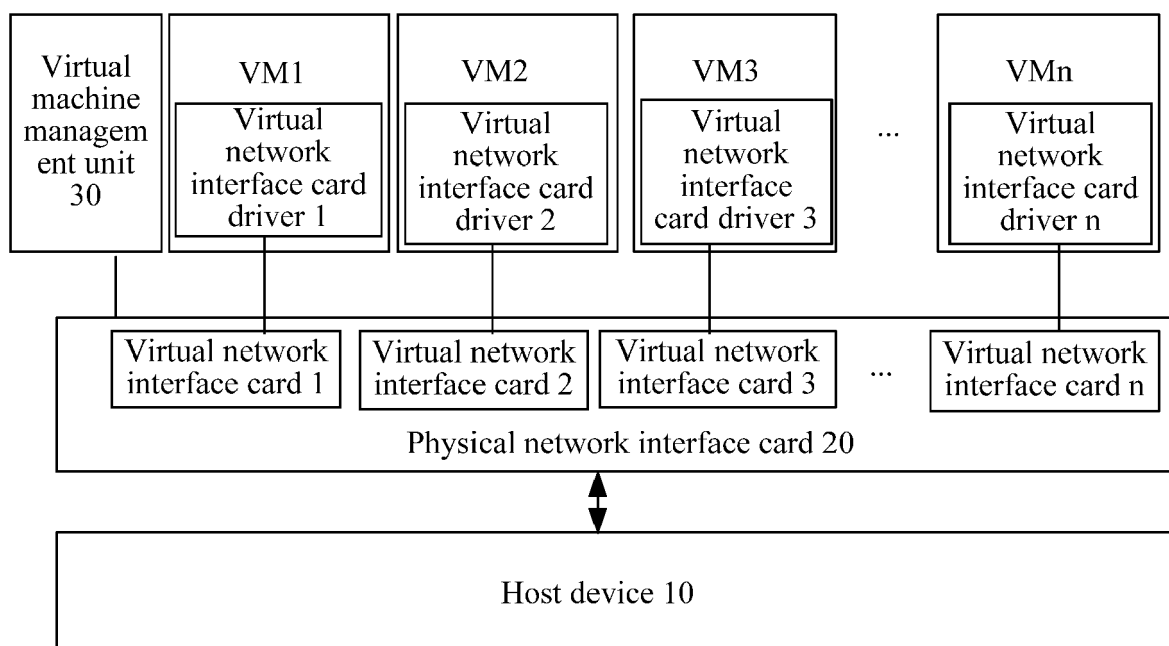 Virtual
machine
managem
ent unit
30
VM1
Virtual
network
interface card
driver 1
VM2
Virtual
network
interface card
driver 2
VM3
Virtual
network
interface
card driver 3
...
VMn
Virtual
network
interface card
driver n
Virtual network
interface card 1
Virtual network
interface card 2
Virtual network
interface card 3
...
Virtual network
interface card n
Physical network interface card 20
Host device 10